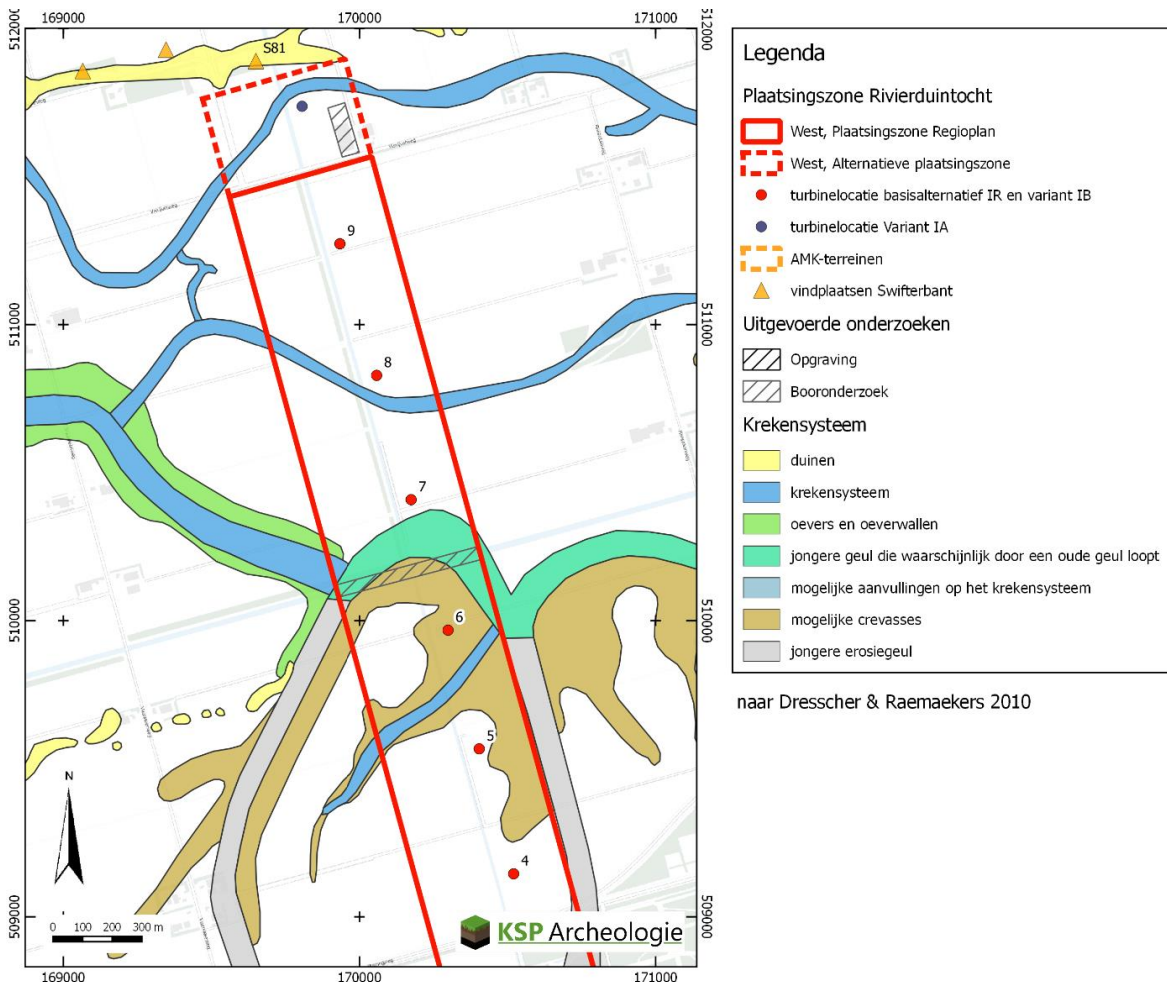 169000
170000
171000
512000
512000
S81
9
511000
511000
8
7
510000
510000
6
5
4
N
509000
509000
0 100 200 300 m
KSP Archeologie
169000
170000
171000
Legenda
Plaatsingszone Rivierduintocht
West, Plaatsingszone Regioplan
West, Alternatieve plaatsingszone
turbinelocatie basisalternatief IR en variant IB
turbinelocatie Variant IA
AMK-terreinen
vindplaatsen Swifterbant
Uitgevoerde onderzoeken
Opgraving
Booronderzoek
Krekensysteem
duinen
krekensysteem
oevers en oeverwallen
jongere geul die waarschijnlijk door een oude geul loopt
mogelijke aanvullingen op het krekensysteem
mogelijke crevasses
jongere erosiegeul
naar Dresscher & Raemaekers 2010